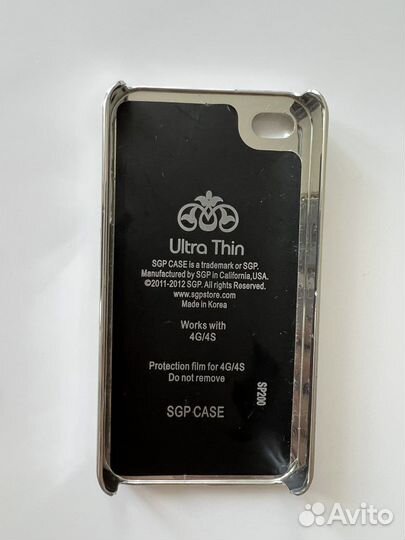 Ultra Thin
SGP CASE is a trademark or SGP.
Manufactured by SGP in California,USA.
©2011-2012 SGP. All rights Reserved.
www.sgpstore.com
Made in Korea
Works with
4G/4S
Protection film for 4G/4S
Do not remove
SP200
SGP CASE
Avito